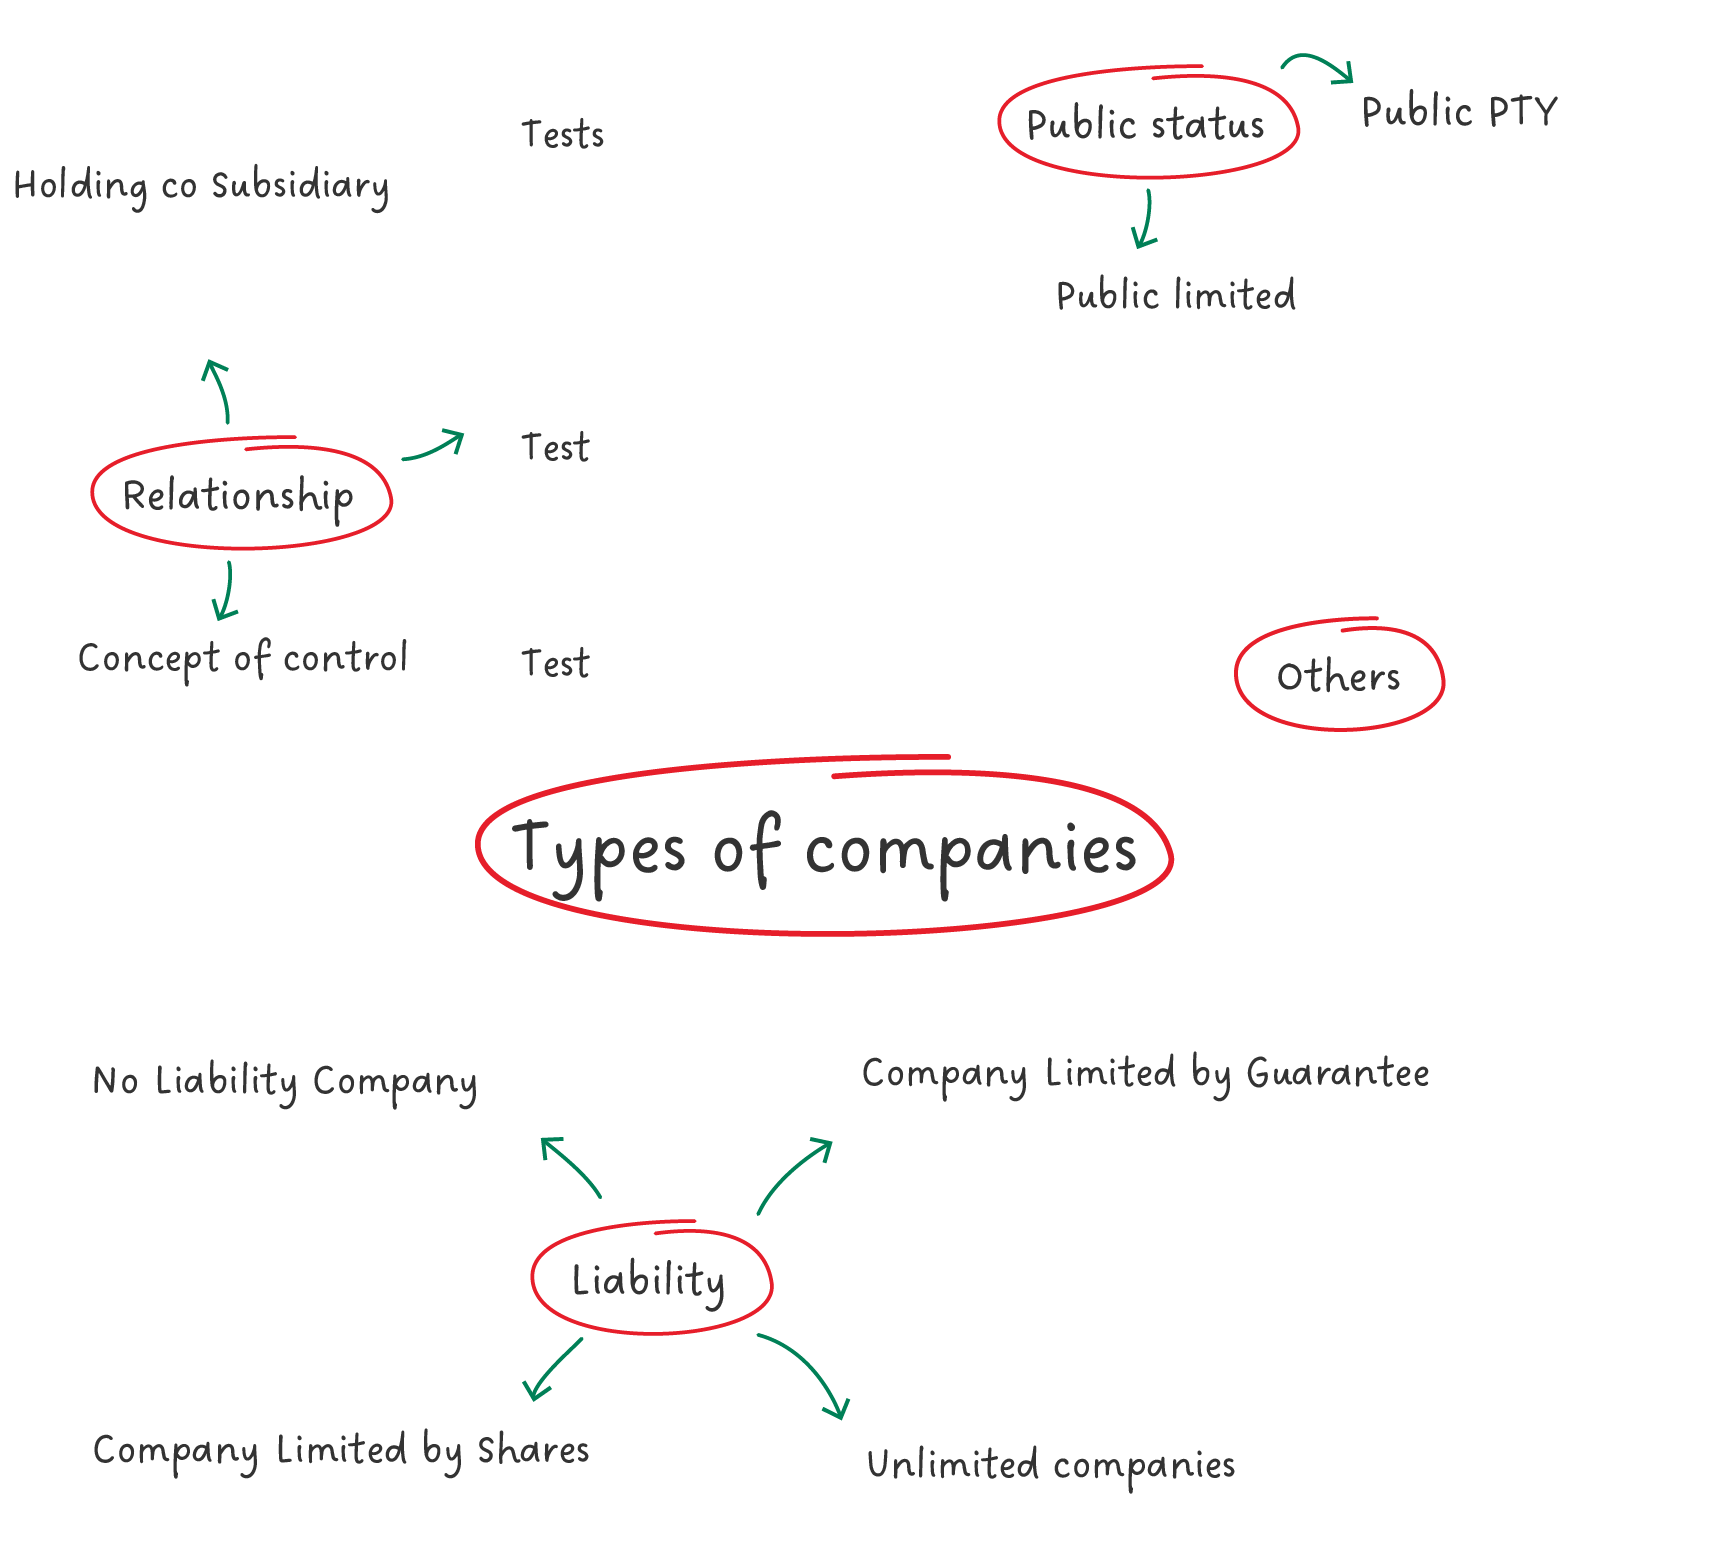 Public status
Public PTY
Tests
Holding co Subsidiary
Public limited
Test
Relationship
Concept of control
Test
Others
Types of companies
No Liability Company
Company Limited by Guarantee
Liability
Company Limited by Shares
Unlimited companies